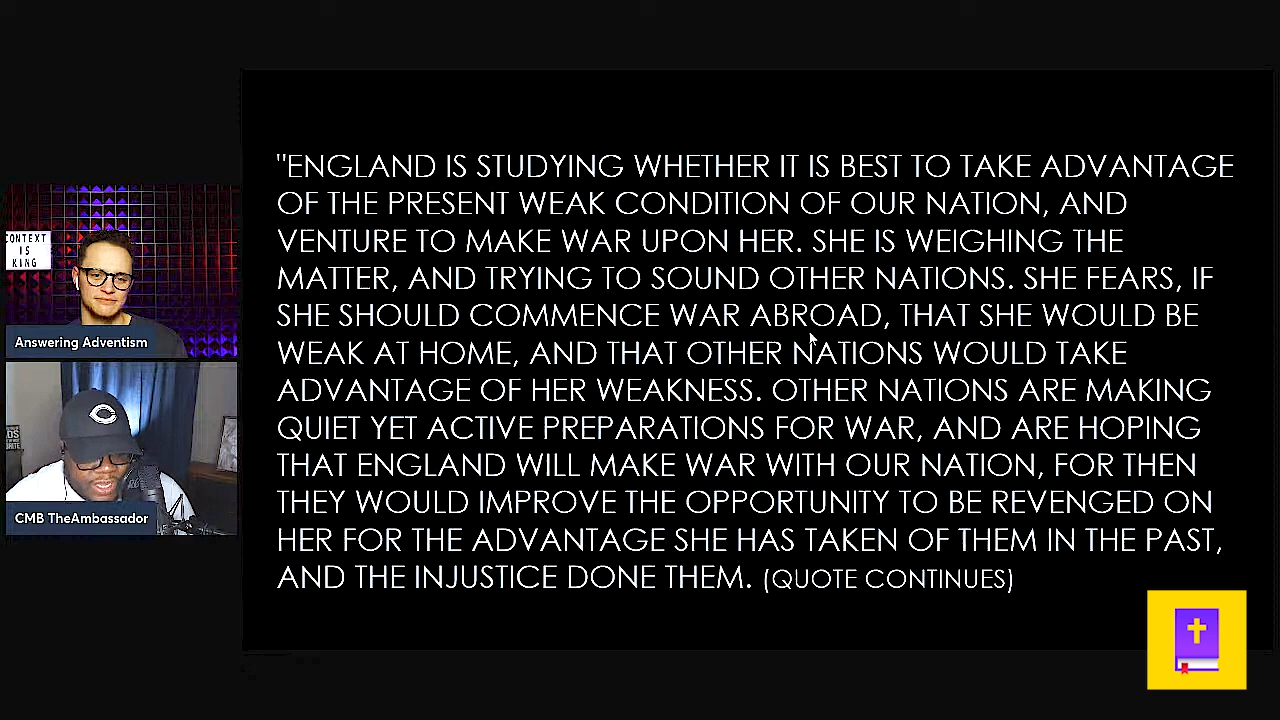 CONTEXT
IS
KING
Answering Adventism
CMB TheAmbassador
"ENGLAND IS STUDYING WHETHER IT IS BEST TO TAKE ADVANTAGE
OF THE PRESENT WEAK CONDITION OF OUR NATION, AND
VENTURE TO MAKE WAR UPON HER. SHE IS WEIGHING THE
MATTER, AND TRYING TO SOUND OTHER NATIONS. SHE FEARS, IF
SHE SHOULD COMMENCE WAR ABROAD, THAT SHE WOULD BE
WEAK AT HOME, AND THAT OTHER NATIONS WOULD TAKE
ADVANTAGE OF HER WEAKNESS. OTHER NATIONS ARE MAKING
QUIET YET ACTIVE PREPARATIONS FOR WAR, AND ARE HOPING
THAT ENGLAND WILL MAKE WAR WITH OUR NATION, FOR THEN
THEY WOULD IMPROVE THE OPPORTUNITY TO BE REVENGED ON
HER FOR THE ADVANTAGE SHE HAS TAKEN OF THEM IN THE PAST,
AND THE INJUSTICE DONE THEM. (QUOTE CONTINUES)